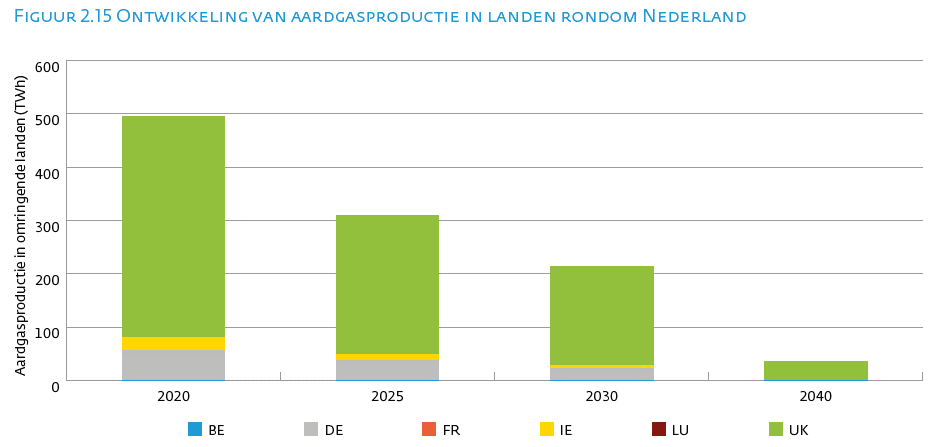 Figuur 2.15 Ontwikkeling van aardgasproductie in landen rondom Nederland
Aardgasproductie in omringende landen (TWh)
600
500
400
300
200
100
0
2020 2025 2030 2040
BE DE FR IE LU UK